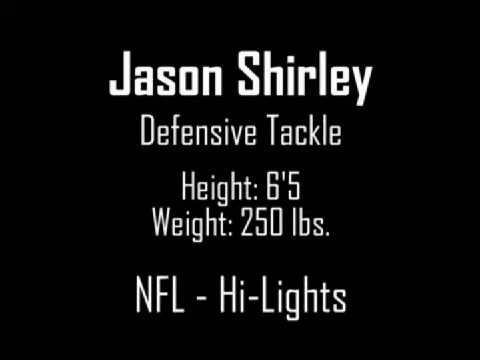 Jason Shirley
Defensive Tackle
Height: 6'5
Weight: 250 lbs.
NFL - Hi-Lights